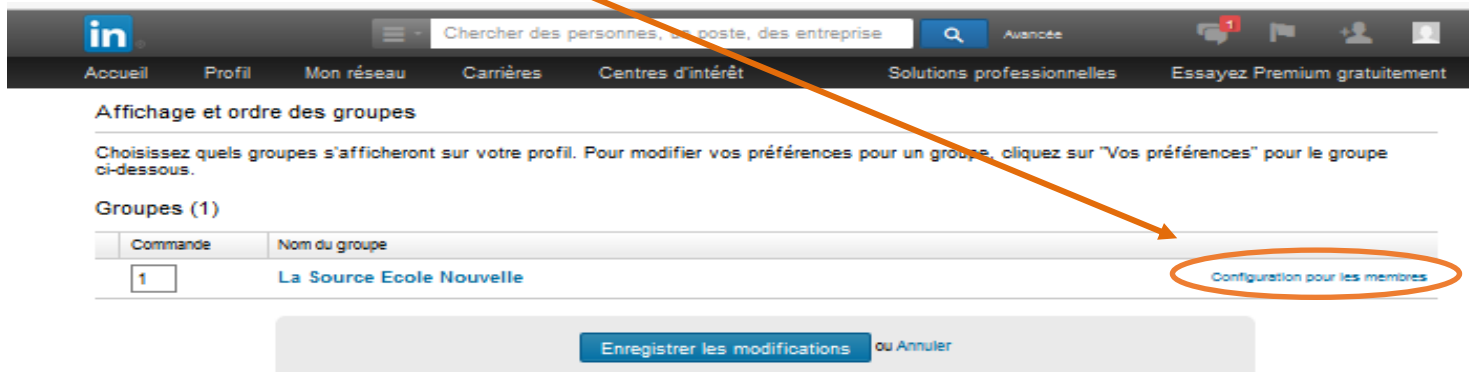 in
Chercher des personnes, un poste, des entreprise Avancée 1
Accueil Profil Mon réseau Carrières Centres d'intérêt Solutions professionnelles Essayez Premium gratuitement
Affichage et ordre des groupes
Choisissez quels groupes s'afficheront sur votre profil. Pour modifier vos préférences pour un groupe, cliquez sur "Vos préférences" pour le groupe
ci-dessous.
Groupes (1)
Commande Nom du groupe
1 La Source Ecole Nouvelle Configuration pour les membres
Enregistrer les modifications ou Annuler